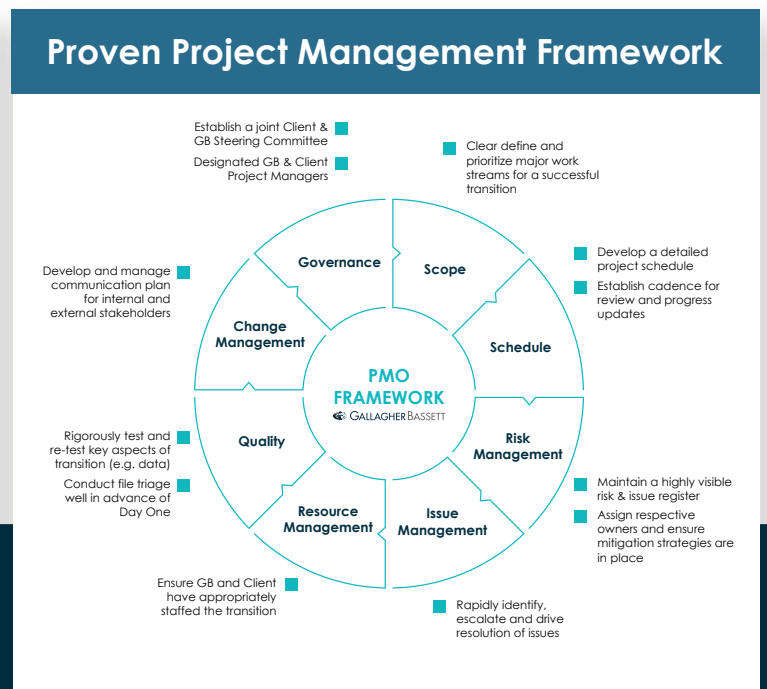 Proven Project Management Framework
Establish a joint Client &
GB Steering Committee
Designated GB & Client
Project Managers
Clear define and
prioritize major work
streams for a successful
transition
Develop a detailed
project schedule
Establish cadence for
review and progress
updates
Develop and manage
communication plan
for internal and
external stakeholders
Governance
Scope
Change
Management
Schedule
PMO
FRAMEWORK
GALLAGHER BASSETT
Quality
Risk
Management
Resource
Management
Issue
Management
Rigorously test and
re-test key aspects of
transition (e.g. data)
Conduct file triage
well in advance of
Day One
Maintain a highly visible
risk & issue register
Assign respective
owners and ensure
mitigation strategies are
in place
Ensure GB and Client
have appropriately
staffed the transition
Rapidly identify,
escalate and drive
resolution of issues